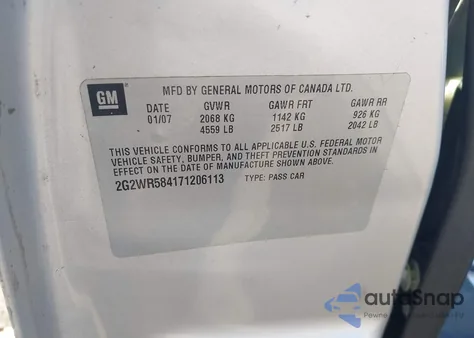 GM
MFD BY GENERAL MOTORS OF CANADA LTD.
DATE GVWR GAWR FRT GAWR RR
01/07 2068 KG 1142 KG 926 KG
4559 LB 2517 LB 2042 LB
THIS VEHICLE CONFORMS TO ALL APPLICABLE U.S. FEDERAL MOTOR
VEHICLE SAFETY, BUMPER, AND THEFT PREVENTION STANDARDS IN
EFFECT ON THE DATE OF MANUFACTURE SHOWN ABOVE.
2G2WR584171206113 TYPE: PASS CAR
autoSnap